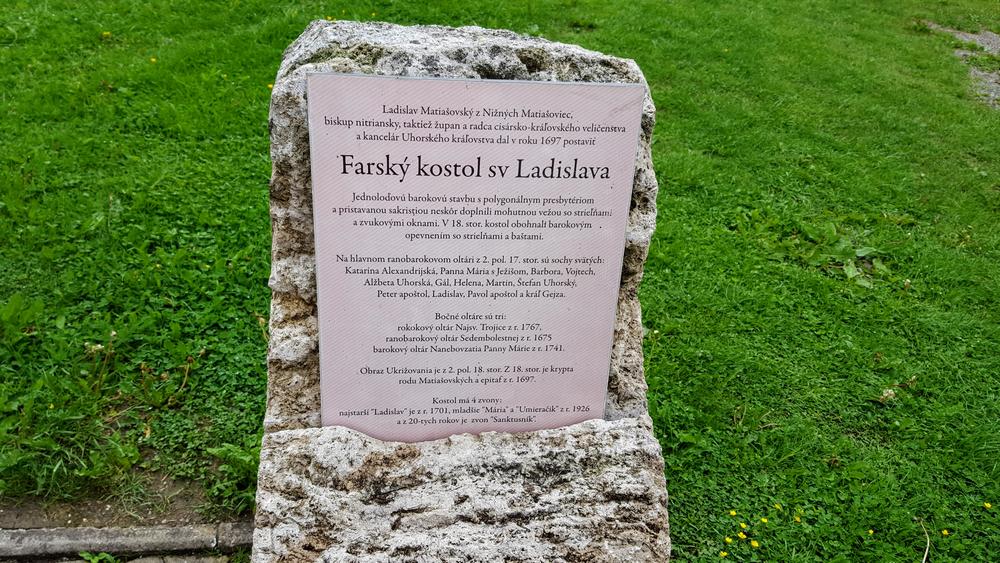 Ladislav Matiašovský z Nižných Matiašoviec,
biskup nitriansky, taktiež župan a radca cisársko-kráľovského veličenstva
a kancelár Uhorského kráľovstva dal v roku 1697 postaviť
Farský kostol sv Ladislava
Jednoloďovú barokovú stavbu s polygonálnym presbytériom
a pristavanou sakristiou neskôr doplnili mohutnou vežou so strieľňami
a zvukovými oknami. V 18. stor. kostol obohnali barokovým
opevnením so strieľňami a baštami.
Na hlavnom ranobarokovom oltári z 2. pol. 17. stor. sú sochy svätých:
Katarína Alexandrijská, Panna Mária s Ježišom, Barbora, Vojtech,
Alžbeta Uhorská, Gál, Helena, Martin, Štefan Uhorský,
Peter apoštol, Ladislav, Pavol apoštol a kráľ Gejza.
Bočné oltáre sú tri:
rokokový oltár Najsv. Trojice z r. 1767,
ranobarokový oltár Sedembolestnej z r. 1675
barokový oltár Nanebovzatia Panny Márie z r. 1741.
Obraz Ukrižovania je z 2. pol. 18. stor. Z 18. stor. je krypta
rodu Matiašovských a epitaf z r. 1697.
Kostol má 4 zvony:
najstarší "Ladislav" je z r. 1701, mladšie "Mária" a "Umieračik" z r. 1926
a z 20-tych rokov je zvon "Sanktusník".